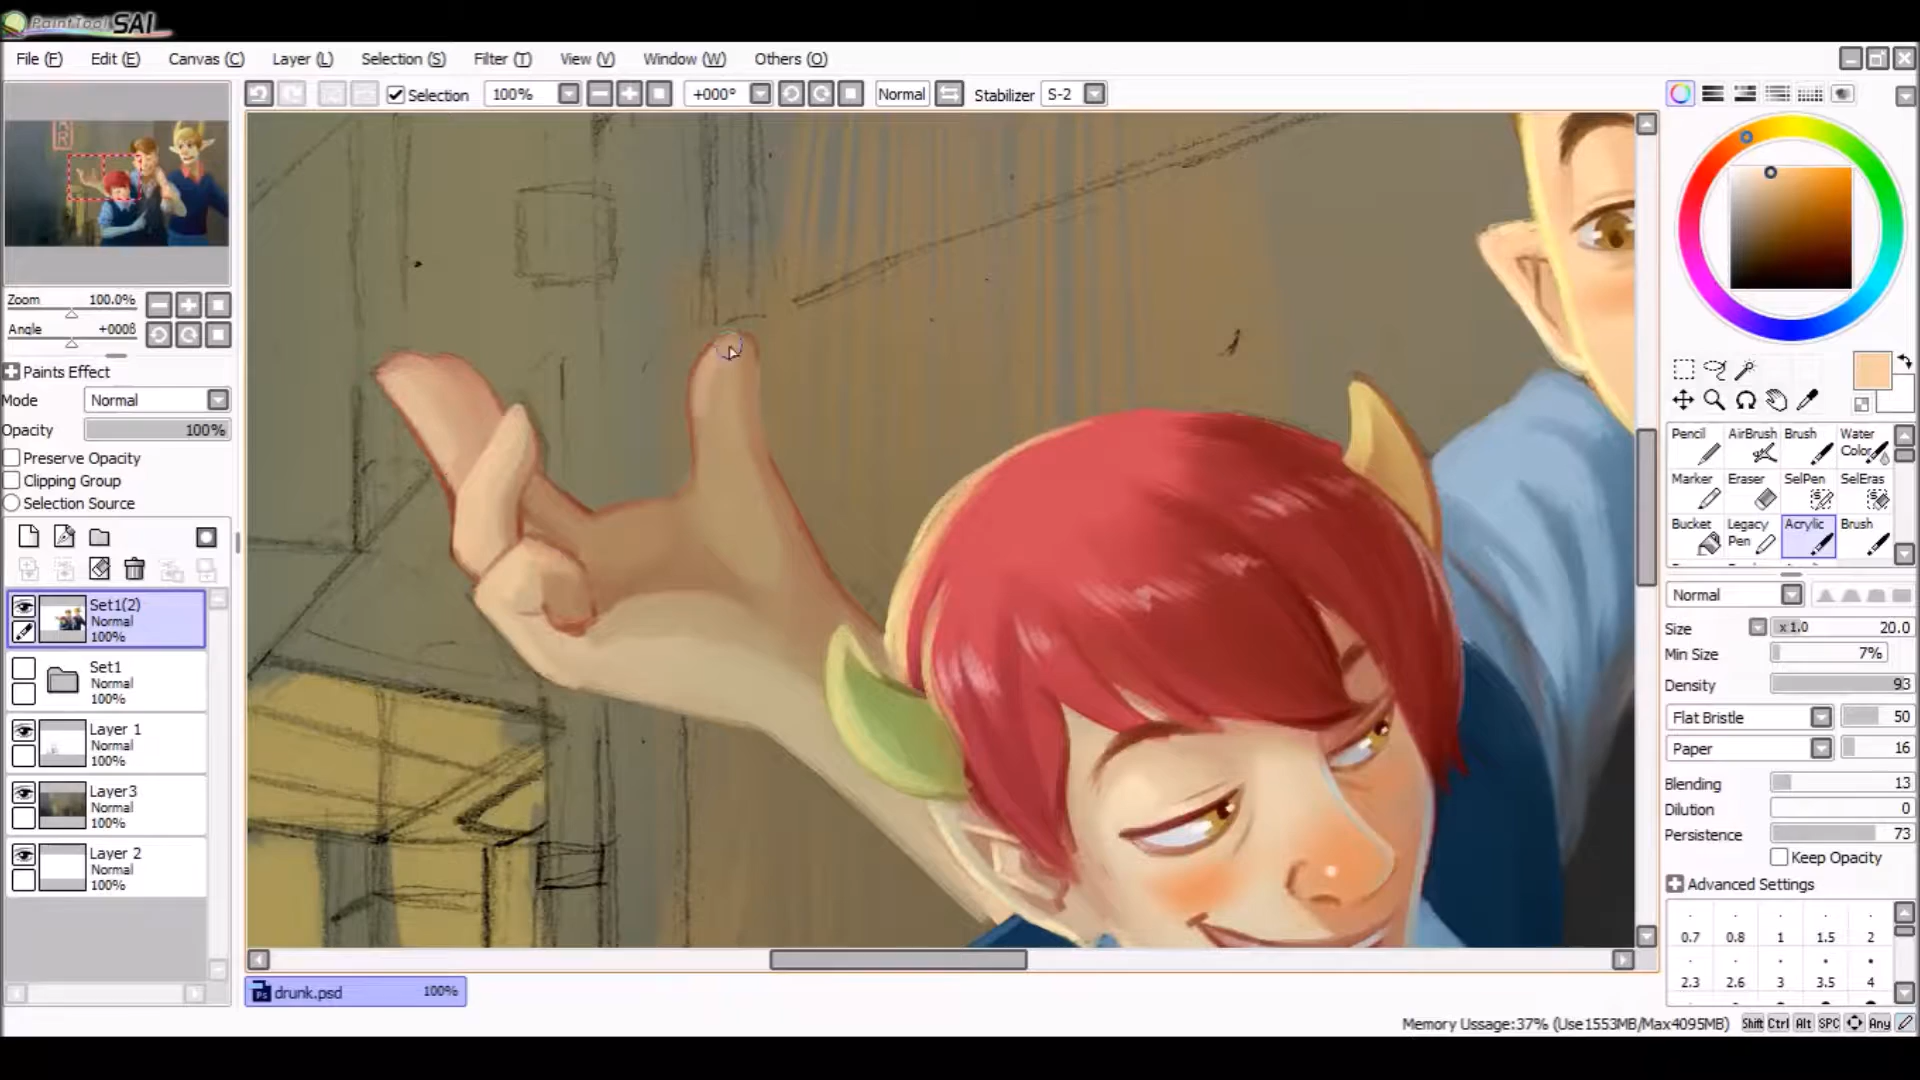 PaintTool SAI
File (F) Edit (E) Canvas (C) Layer (L) Selection (S) Filter (T) View (V) Window (W) Others (O)
Selection 100% +000° Normal Stabilizer S-2
Zoom 100.0%
Angle +000ß
Paints Effect
Mode Normal
Opacity 100%
Preserve Opacity
Clipping Group
Selection Source
Set1(2)
Normal
100%
Set1
Normal
100%
Layer 1
Normal
100%
Layer3
Normal
100%
Layer 2
Normal
100%
drunk.psd 100%
Pencil AirBrush Brush Water Color
Marker Eraser SelPen SelEras
Bucket Legacy Pen Acrylic Brush
Normal
Size x 1.0 20.0
Min Size 7%
Density 93
Flat Bristle 50
Paper 16
Blending 13
Dilution 0
Persistence 73
Keep Opacity
Advanced Settings
0.7 0.8 1 1.5 2
2.3 2.6 3 3.5 4
Memory Ussage:37% (Use1553MB/Max4095MB) Shift Ctrl Alt SPC Any